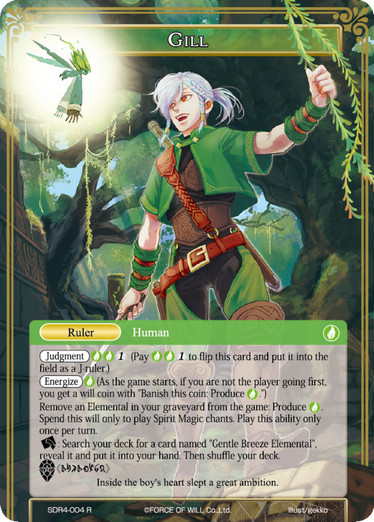 GILL
Ruler Human
Judgment 1 (Pay 1 to flip this card and put it into the
field as a J-ruler.)
Energize (As the game starts, if you are not the player going first,
you get a will coin with "Banish this coin: Produce .")
Remove an Elemental in your graveyard from the game: Produce .
Spend this will only to play Spirit Magic chants. Play this ability only
once per turn.
: Search your deck for a card named "Gentle Breeze Elemental",
reveal it and put it into your hand. Then shuffle your deck.
Inside the boy's heart slept a great ambition.
SDR4-004 R ©FORCE OF WILL Co.,Ltd. Illust/gekko